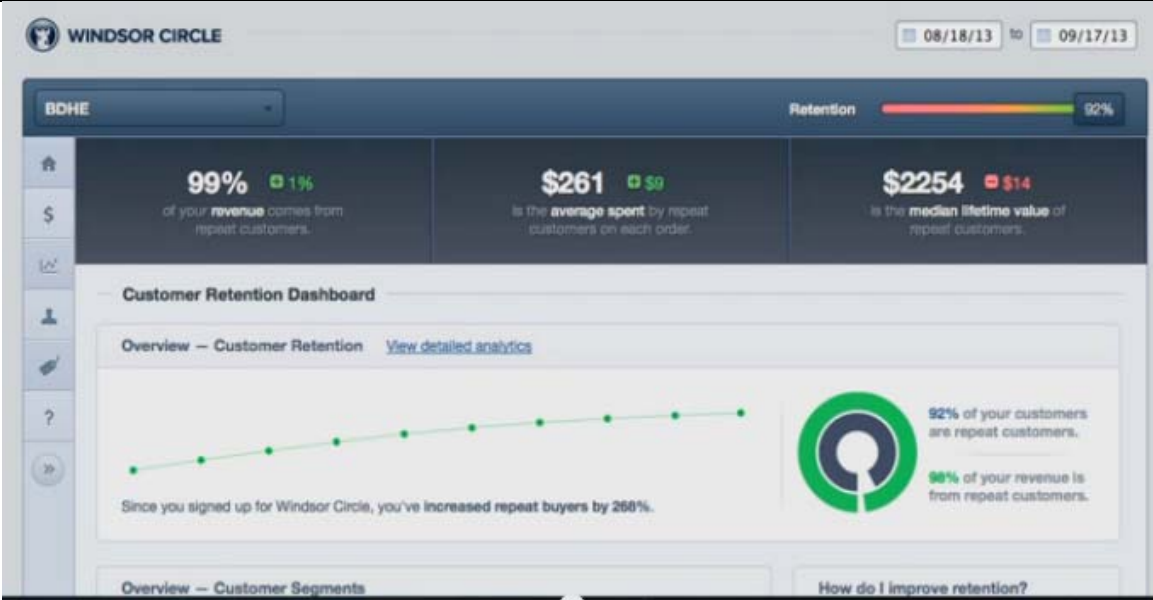 WINDSOR CIRCLE
08/18/13 to 09/17/13
BDHE
Retention 92%
99% 1%
of your revenue comes from
repeat customers.
$261 $9
is the average spent by repeat
customers on each order.
$2254 $14
is the median lifetime value of
repeat customers.
$
?
Customer Retention Dashboard
Overview — Customer Retention View detailed analytics
Since you signed up for Windsor Circle, you've increased repeat buyers by 268%.
92% of your customers
are repeat customers.
98% of your revenue is
from repeat customers.
Overview — Customer Segments
How do I improve retention?